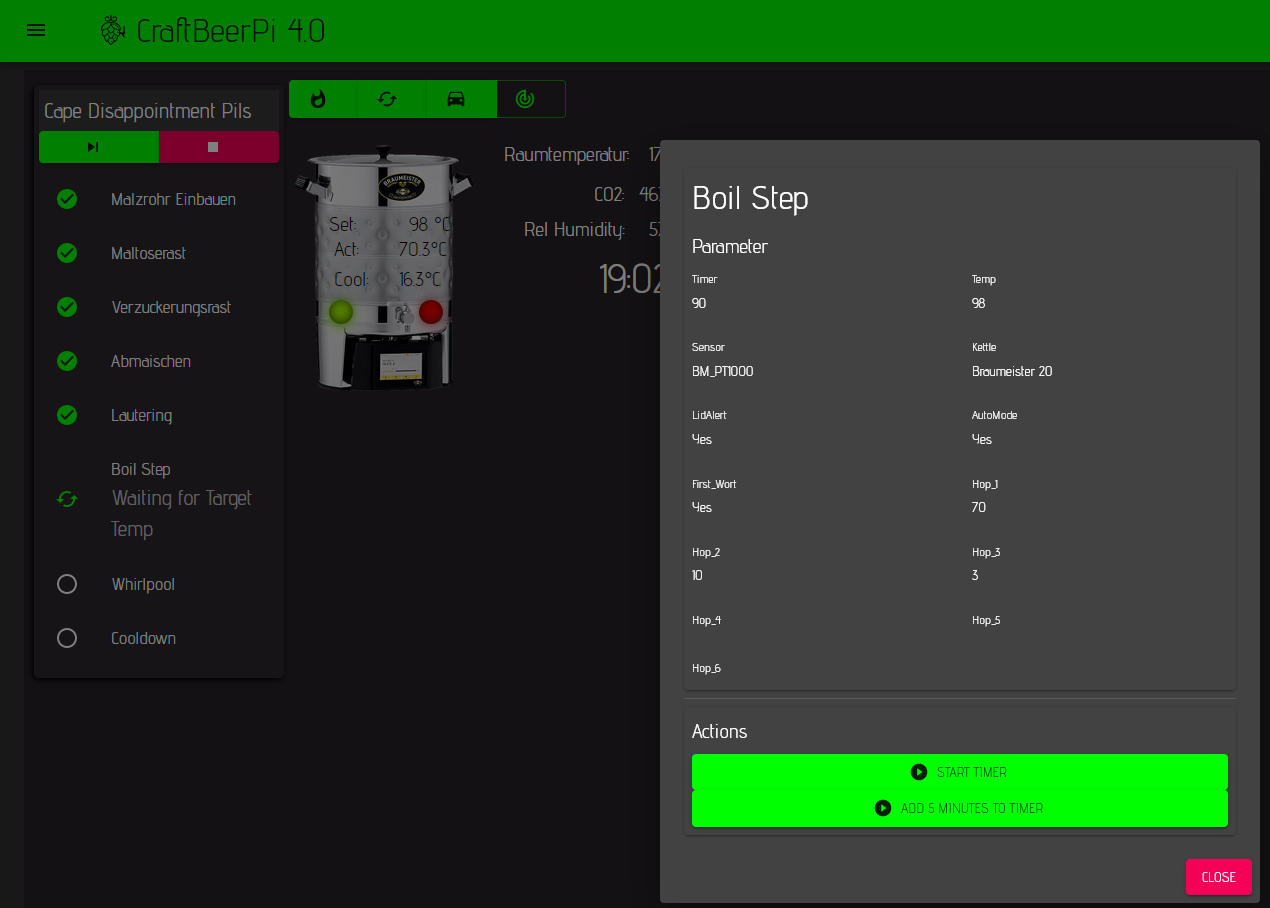 CraftBeerPi 4.0
Cape Disappointment Pils
Malzrohr Einbauen
Maltoserast
Verzuckerungsrast
Abmaischen
Lautering
Boil Step
Waiting for Target
Temp
Whirlpool
Cooldown
BRAUMEISTER
Set: 98 °C
Act: 70.3°C
Cool: 16.3°C
Raumtemperatur: 17
CO2: 467
Rel Humidity: 57
19:02
Boil Step
Parameter
Timer Temp
90 98
Sensor Kettle
BM_PT1000 Braumeister 20
LidAlert AutoMode
Yes Yes
First_Wort Hop_1
Yes 70
Hop_2 Hop_3
10 3
Hop_4 Hop_5
Hop_6
Actions
START TIMER
ADD 5 MINUTES TO TIMER
CLOSE